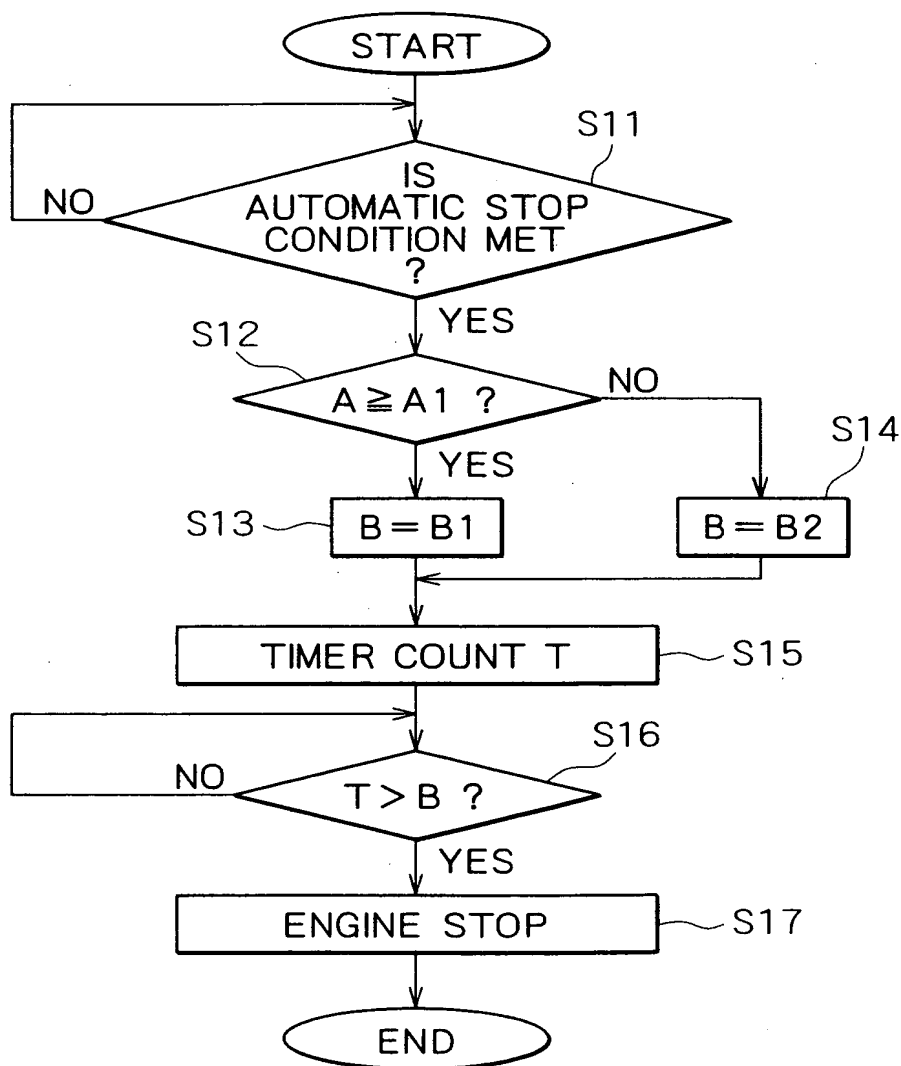 START
S11
IS
AUTOMATIC STOP
CONDITION MET
?
NO
YES
S12
A≧A1 ?
NO
YES
S14
S13
B=B1
B=B2
TIMER COUNT T
S15
S16
NO
T>B ?
YES
ENGINE STOP
S17
END